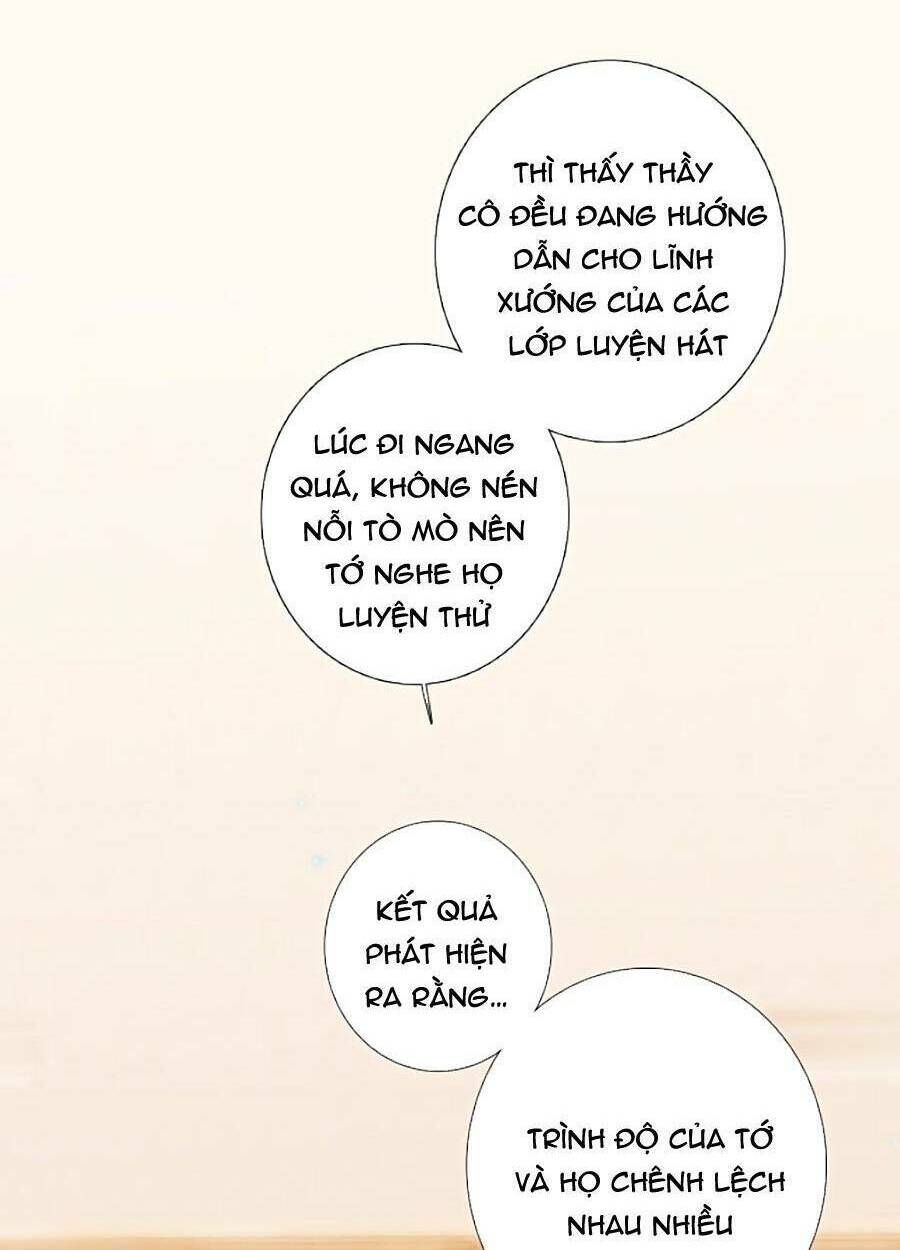 THÌ THẤY THẦY
CÔ ĐỀU ĐANG HƯỚNG
DẪN CHO LĨNH
XƯỚNG CỦA CÁC
LỚP LUYỆN HÁT
LÚC ĐI NGANG
QUÁ, KHÔNG NÉN
NỖI TÒ MÒ NÊN
TỚ NGHE HỌ
LUYỆN THỬ
KẾT QUẢ
PHÁT HIỆN
RA RẰNG...
TRÌNH ĐỘ CỦA TỚ
VÀ HỌ CHÊNH LỆCH
NHAU NHIỀU